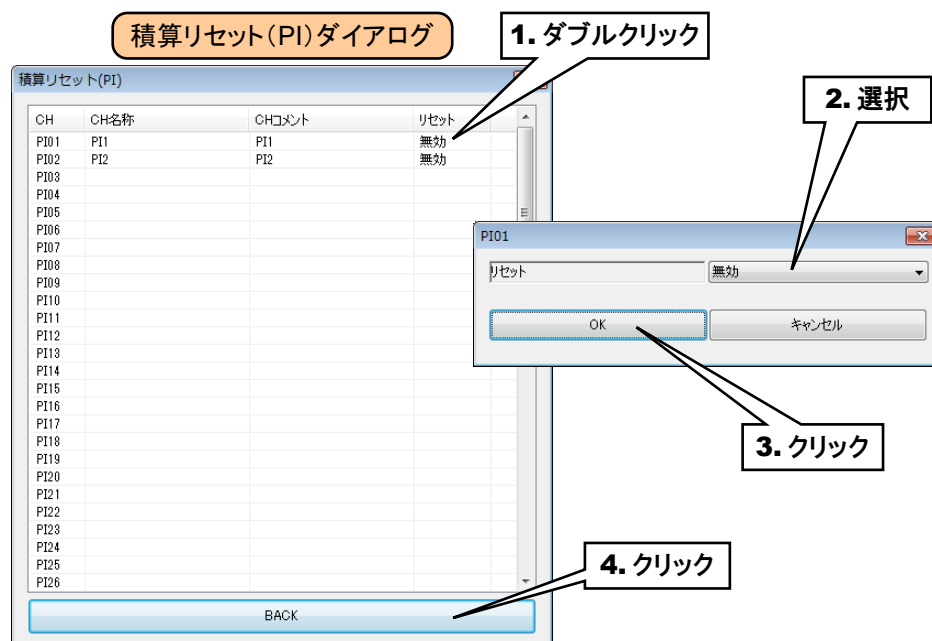 積算リセット(PI)ダイアログ
1. ダブルクリック
積算リセット(PI)
2. 選択
CH CH名称 CHコメント リセット
PI01 PI1 PI1 無効
PI02 PI2 PI2 無効
PI03
PI04
PI05
PI06
PI07
PI08
PI09
PI10
PI11
PI12
PI13
PI14
PI15
PI16
PI17
PI18
PI19
PI20
PI21
PI22
PI23
PI24
PI25
PI26
BACK
PI01
リセット 無効
OK キャンセル
3. クリック
4. クリック